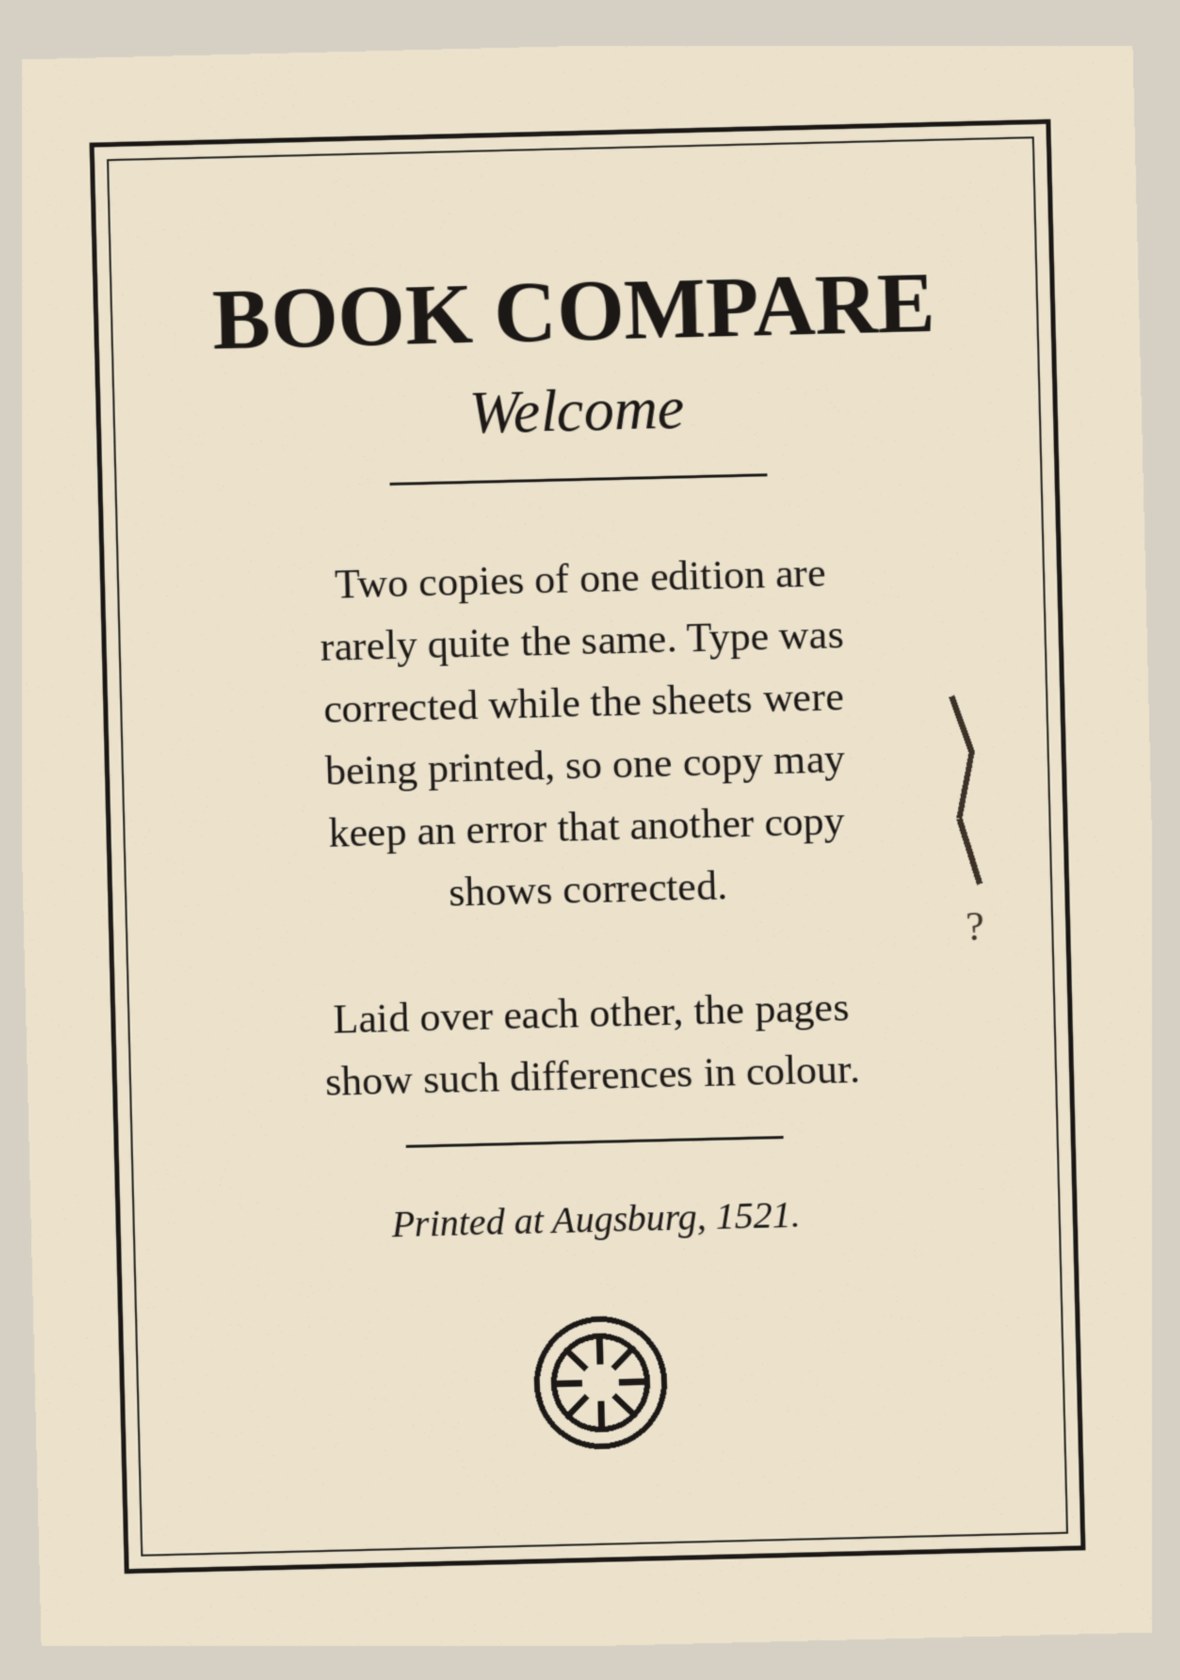 BOOK COMPARE
Welcome
Two copies of one edition are
rarely quite the same. Type was
corrected while the sheets were
being printed, so one copy may
keep an error that another copy
shows corrected.
?
Laid over each other, the pages
show such differences in colour.
Printed at Augsburg, 1521.